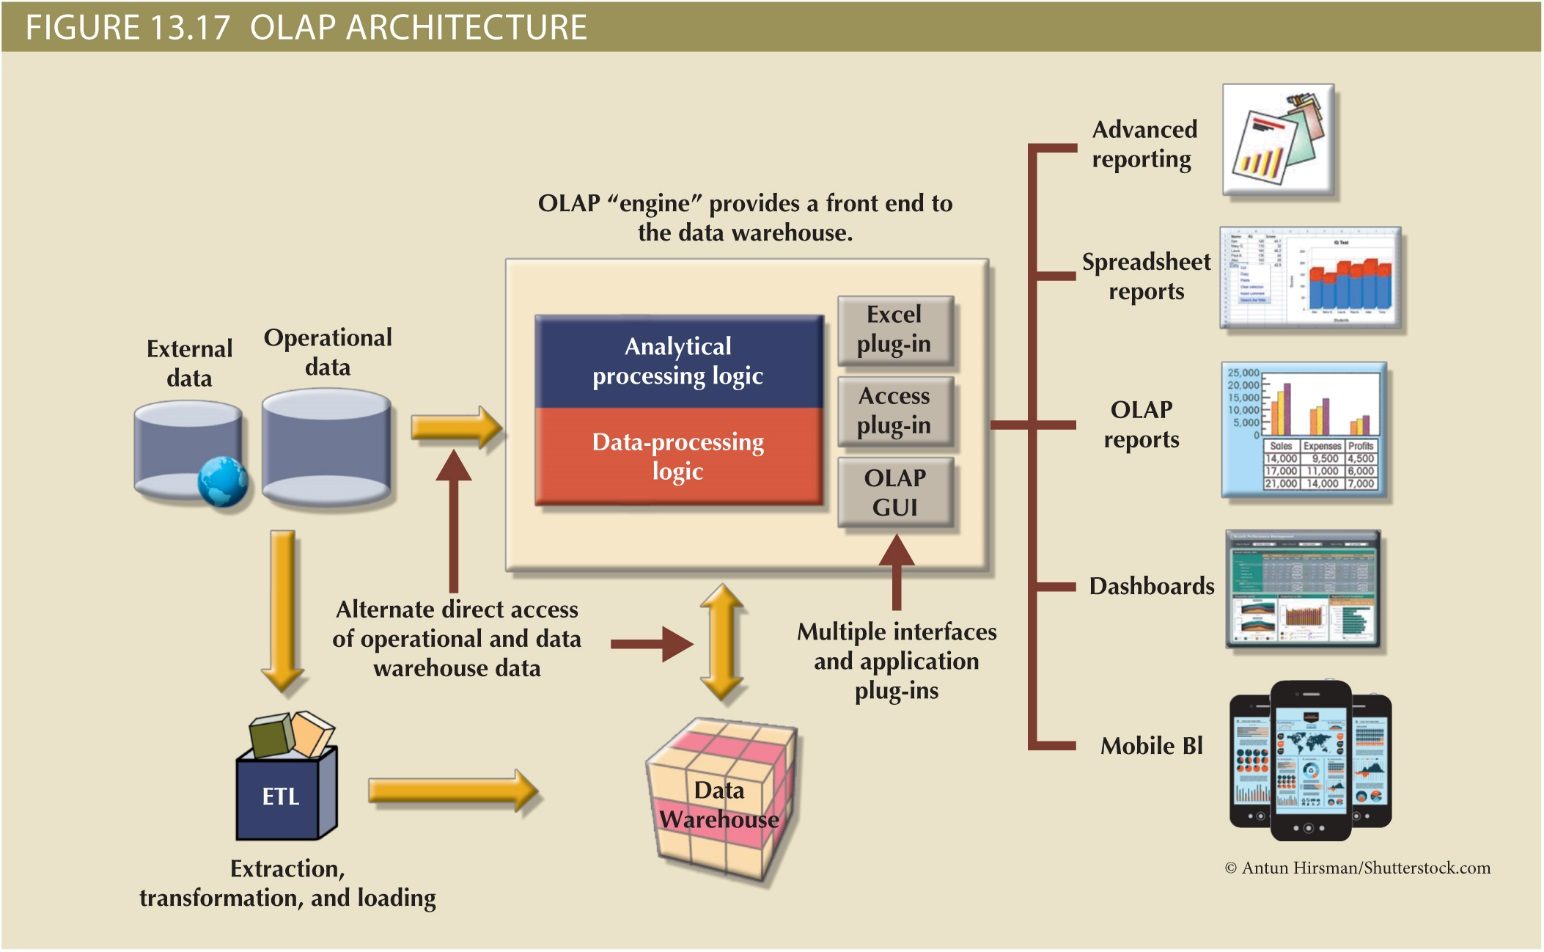 FIGURE 13.17 OLAP ARCHITECTURE
OLAP “engine” provides a front end to
the data warehouse.
External
data
Operational
data
Analytical
processing logic
Data-processing
logic
Excel
plug-in
Access
plug-in
OLAP
GUI
Alternate direct access
of operational and data
warehouse data
Multiple interfaces
and application
plug-ins
ETL
Extraction,
transformation, and loading
Data
Warehouse
Advanced
reporting
Spreadsheet
reports
IQ Test
OLAP
reports
25,000
20,000
15,000
10,000
5,000
0
Sales Expenses Profits
14,000 9,500 4,500
17,000 11,000 6,000
21,000 14,000 7,000
Dashboards
Mobile BI
© Antun Hirsman/Shutterstock.com